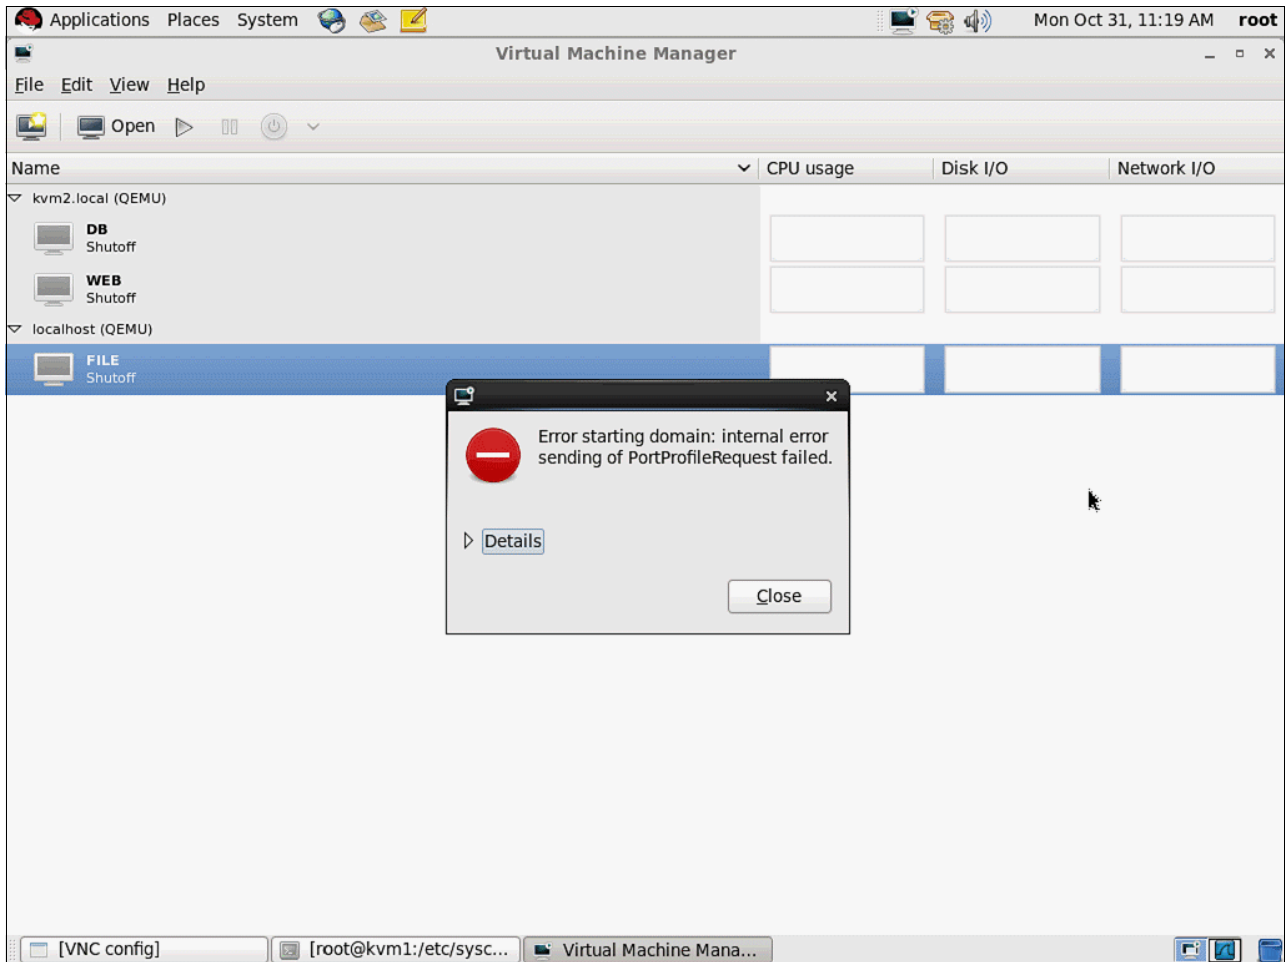 Applications Places System Mon Oct 31, 11:19 AM root
Virtual Machine Manager
File Edit View Help
Open
Name CPU usage Disk I/O Network I/O
kvm2.local (QEMU)
DB
Shutoff
WEB
Shutoff
localhost (QEMU)
FILE
Shutoff
Error starting domain: internal error
sending of PortProfileRequest failed.
Details
Close
[VNC config] [root@kvm1:/etc/sysc... Virtual Machine Mana...